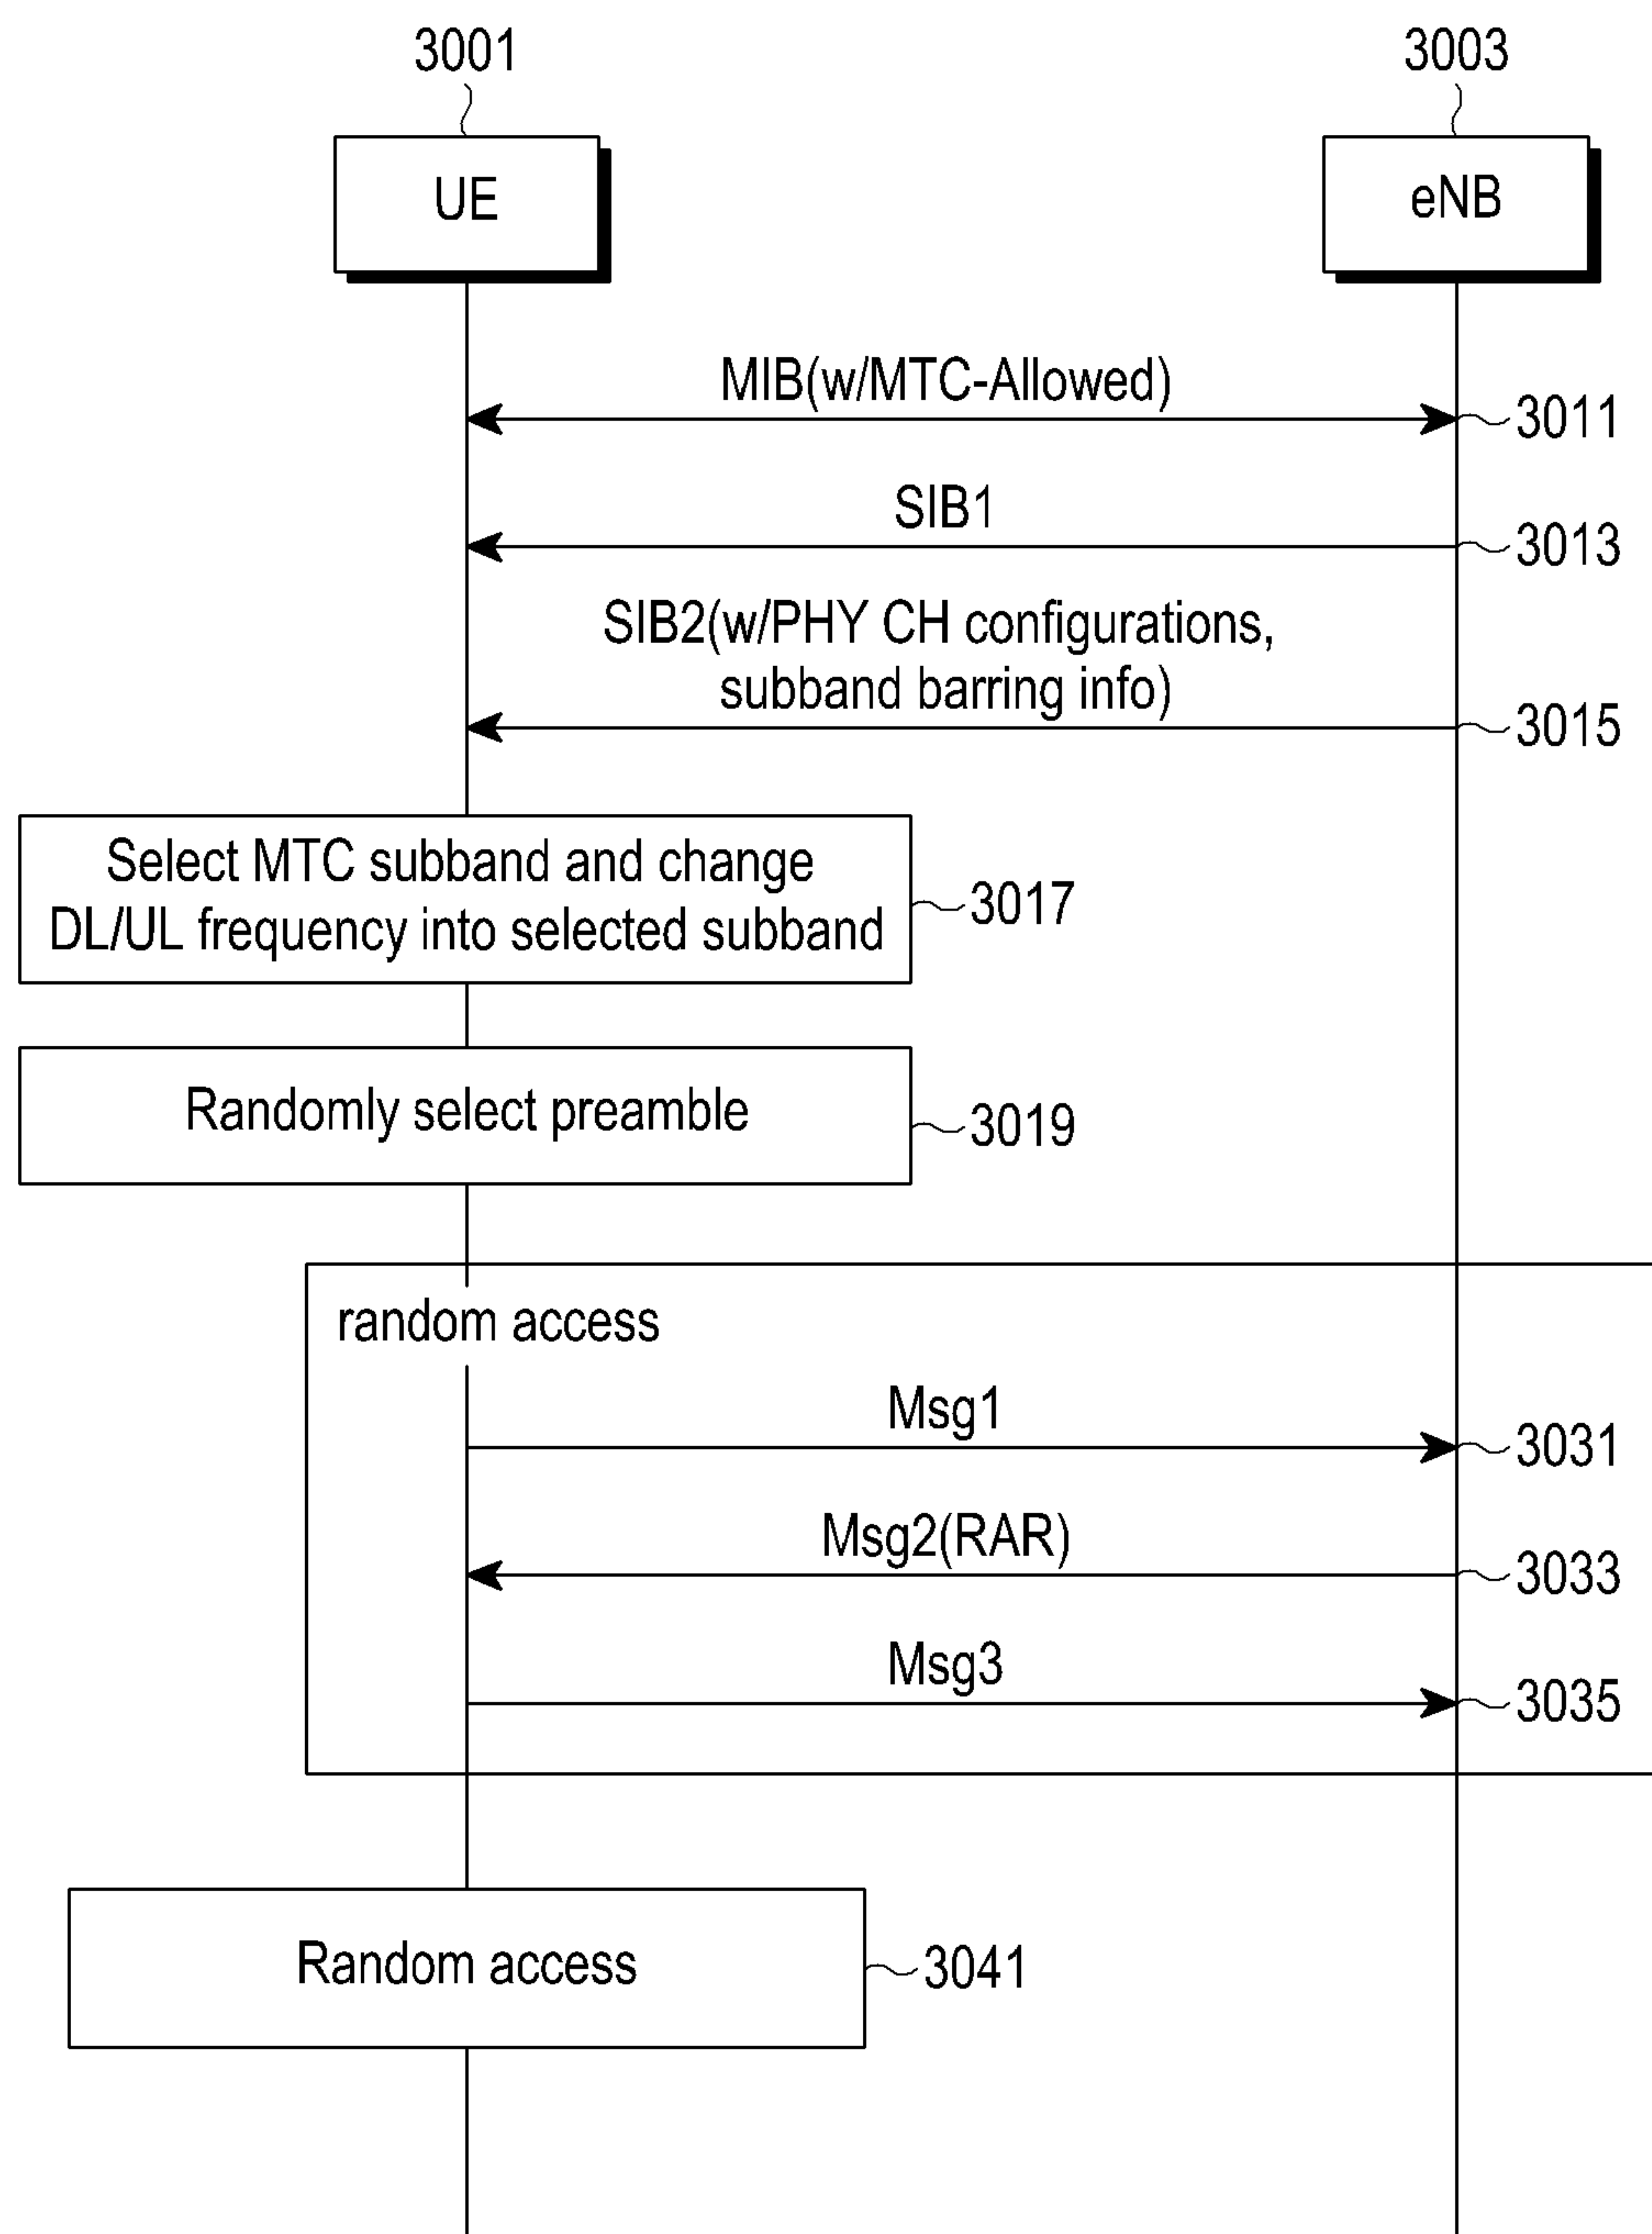 3001
3003
UE
eNB
MIB(w/MTC-Allowed)
3011
SIB1
3013
SIB2(w/PHY CH configurations,
subband barring info)
3015
Select MTC subband and change
DL/UL frequency into selected subband
3017
Randomly select preamble
3019
random access
Msg1
3031
Msg2(RAR)
3033
Msg3
3035
Random access
3041